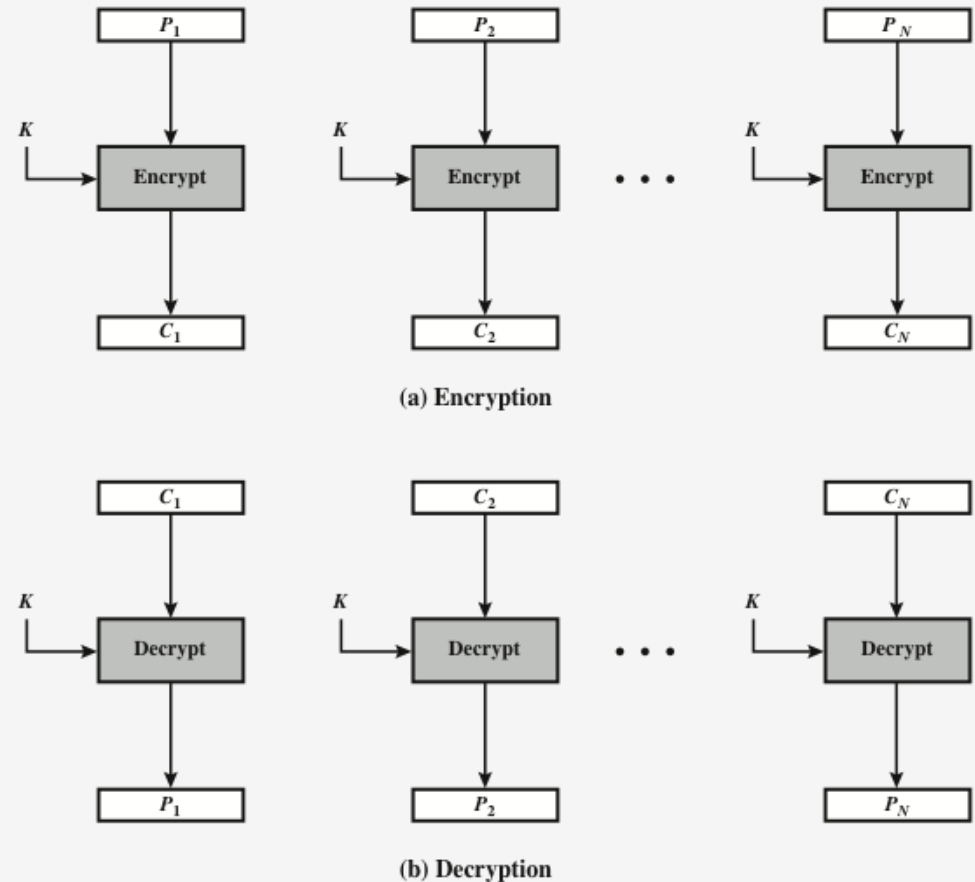 P1 P2 PN
K K K
Encrypt Encrypt • • • Encrypt
C1 C2 CN
(a) Encryption
C1 C2 CN
K K K
Decrypt Decrypt • • • Decrypt
P1 P2 PN
(b) Decryption